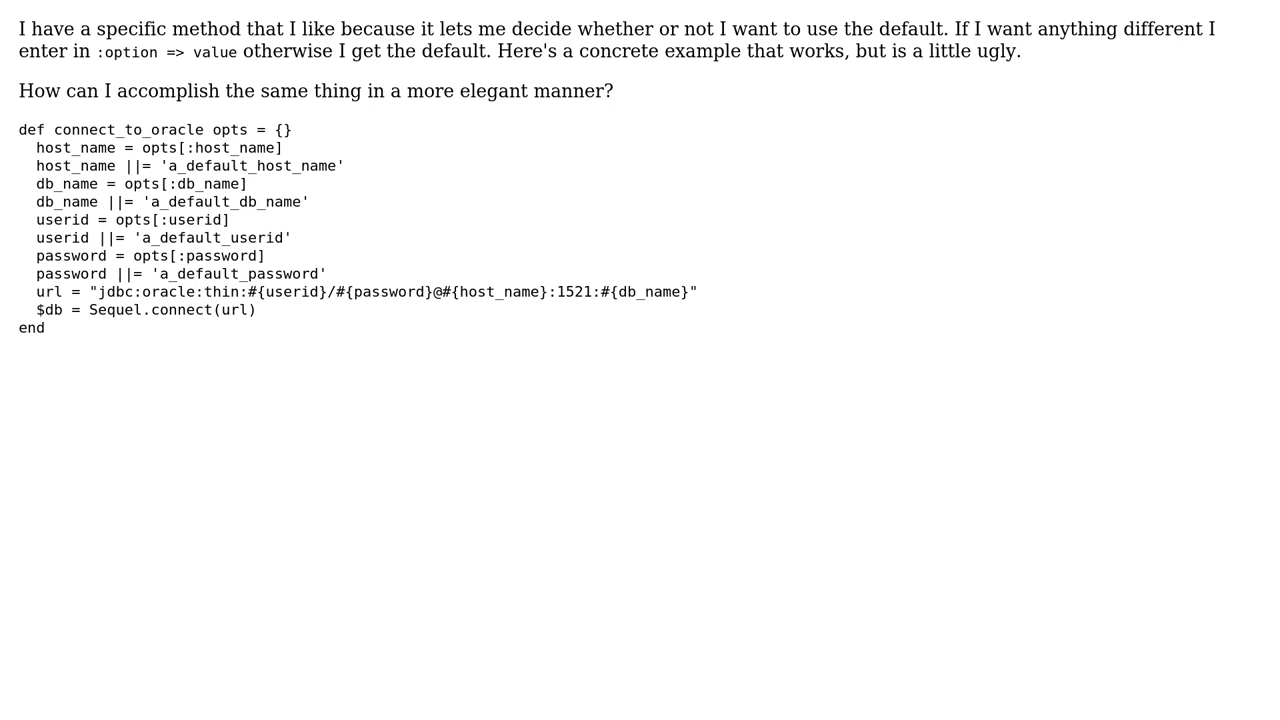 I have a specific method that I like because it lets me decide whether or not I want to use the default. If I want anything different I
enter in :option => value otherwise I get the default. Here's a concrete example that works, but is a little ugly.
How can I accomplish the same thing in a more elegant manner?
def connect_to_oracle opts = {}
  host_name = opts[:host_name]
  host_name ||= 'a_default_host_name'
  db_name = opts[:db_name]
  db_name ||= 'a_default_db_name'
  userid = opts[:userid]
  userid ||= 'a_default_userid'
  password = opts[:password]
  password ||= 'a_default_password'
  url = "jdbc:oracle:thin:#{userid}/#{password}@#{host_name}:1521:#{db_name}"
  $db = Sequel.connect(url)
end